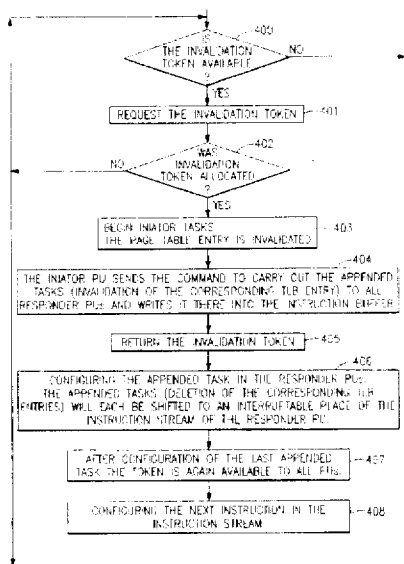 400
IS
THE INVALIDATION
TOKEN AVAILABLE
?
NO
YES
REQUEST THE INVALIDATION TOKEN
401
402
NO
WAS
INVALIDATION
TOKEN ALLOCATED
?
YES
BEGIN INIATOR TASKS
THE PAGE TABLE ENTRY IS INVALIDATED
403
404
THE INIATOR PU SENDS THE COMMAND TO CARRY OUT THE APPENDED
TASKS (INVALIDATION OF THE CORRESPONDING TLB ENTRY) TO ALL
RESPONDER PUs AND WRITES IT THERE INTO THE INSTRUCTION BUFFER
RETURN THE INVALIDATION TOKEN
405
406
CONFIGURING THE APPENDED TASK IN THE RESPONDER PUs.
THE APPENDED TASKS (DELETION OF THE CORRESPONDING TLB
ENTRIES) WILL EACH BE SHIFTED TO AN INTERRUPTABLE PLACE OF THE
INSTRUCTION STREAM OF THE RESPONDER PU.
AFTER CONFIGURATION OF THE LAST APPENDED
TASK THE TOKEN IS AGAIN AVAILABLE TO ALL PUs.
407
CONFIGURING THE NEXT INSTRUCTION IN THE
INSTRUCTION STREAM
408